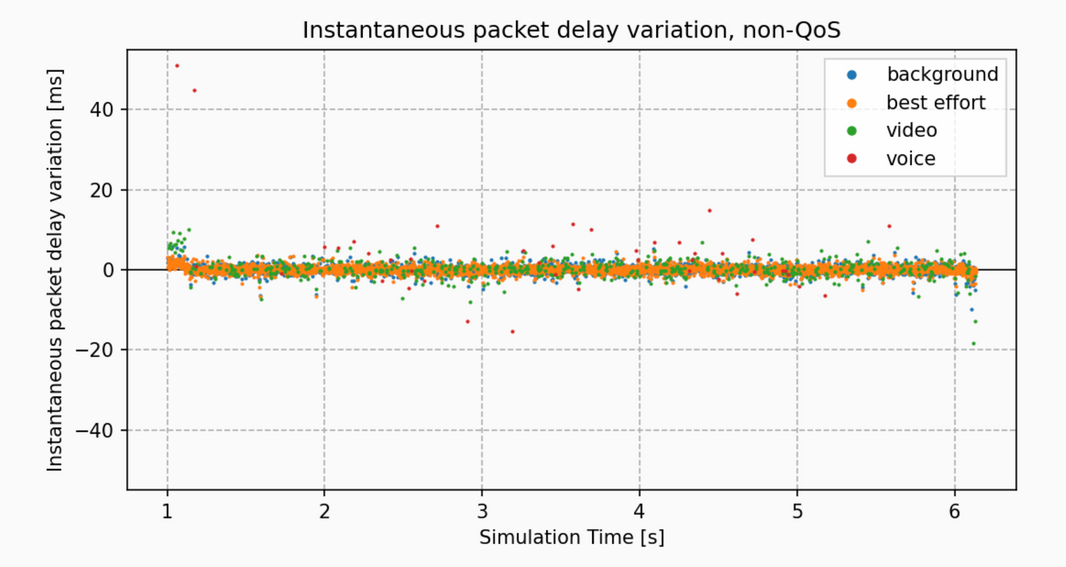 Instantaneous packet delay variation, non-QoS
Instantaneous packet delay variation [ms]
40
20
0
−20
−40
background
best effort
video
voice
1 2 3 4 5 6
Simulation Time [s]